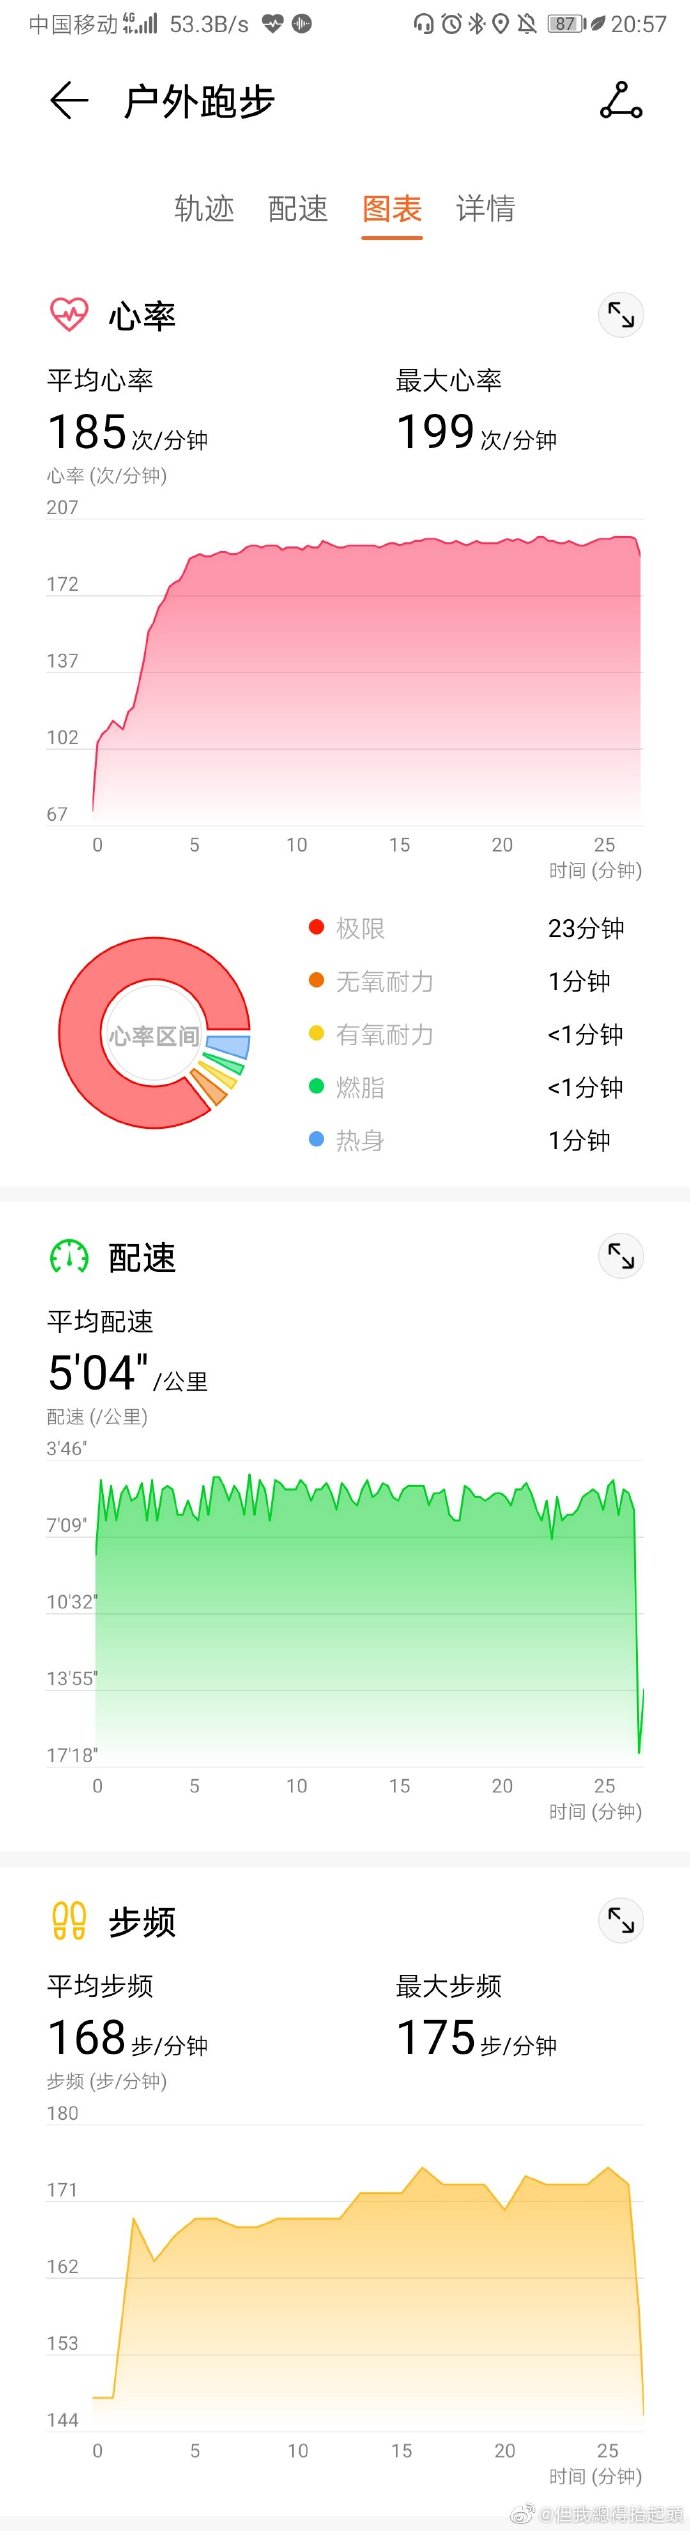 中国移动 4G 53.3B/s 87 20:57
户外跑步
轨迹 配速 图表 详情
心率
平均心率 最大心率
185次/分钟 199次/分钟
心率 (次/分钟)
207
172
137
102
67
0 5 10 15 20 25
时间 (分钟)
心率区间
极限 23分钟
无氧耐力 1分钟
有氧耐力 <1分钟
燃脂 <1分钟
热身 1分钟
配速
平均配速
5'04"/公里
配速 (/公里)
3'46"
7'09"
10'32"
13'55"
17'18"
0 5 10 15 20 25
时间 (分钟)
步频
平均步频 最大步频
168步/分钟 175步/分钟
步频 (步/分钟)
180
171
162
153
144
0 5 10 15 20 25
时间 (分钟)
@但我總得抬起頭